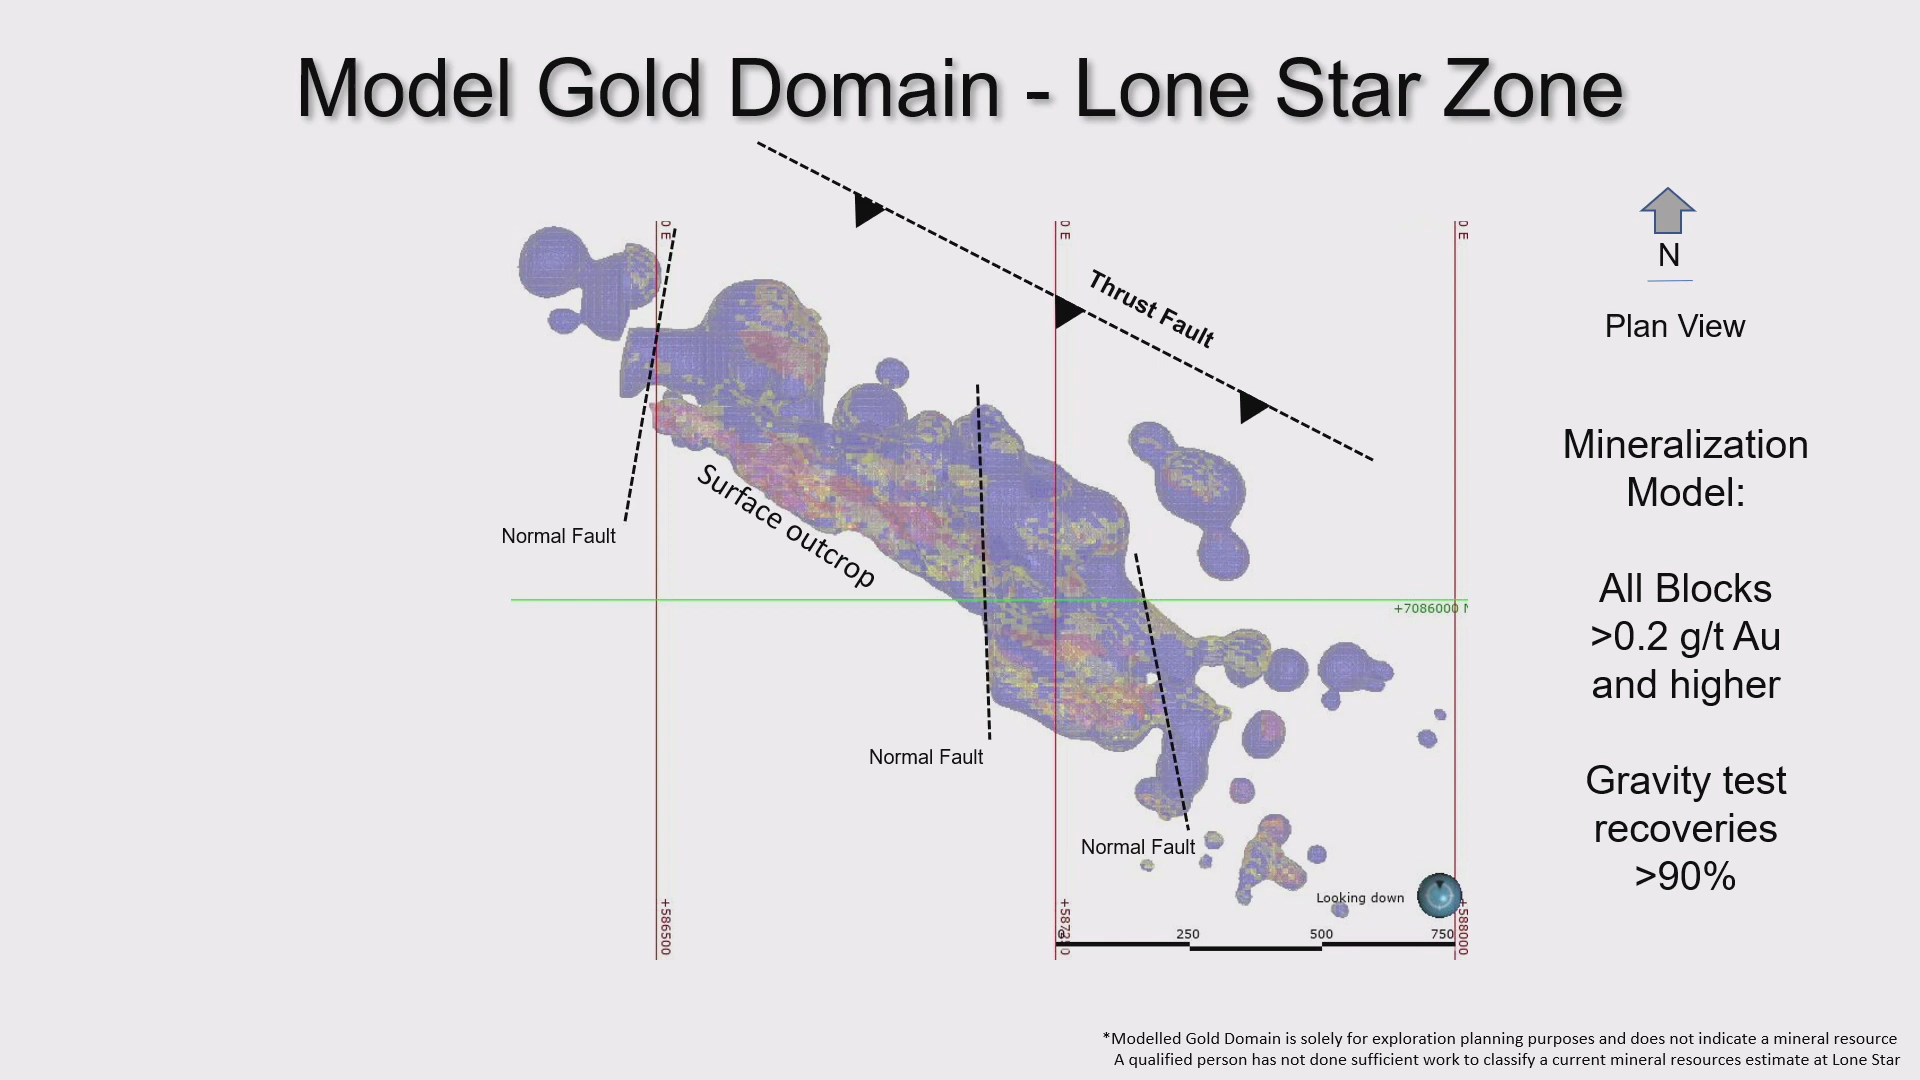 Model Gold Domain - Lone Star Zone
0 E
0 E
0 E
Thrust Fault
N
Plan View
Surface outcrop
Normal Fault
Normal Fault
Normal Fault
+7086000 N
Mineralization
Model:
All Blocks
>0.2 g/t Au
and higher
Gravity test
recoveries
>90%
Looking down
+586500
+588000
250
500
750
*Modelled Gold Domain is solely for exploration planning purposes and does not indicate a mineral resource
A qualified person has not done sufficient work to classify a current mineral resources estimate at Lone Star